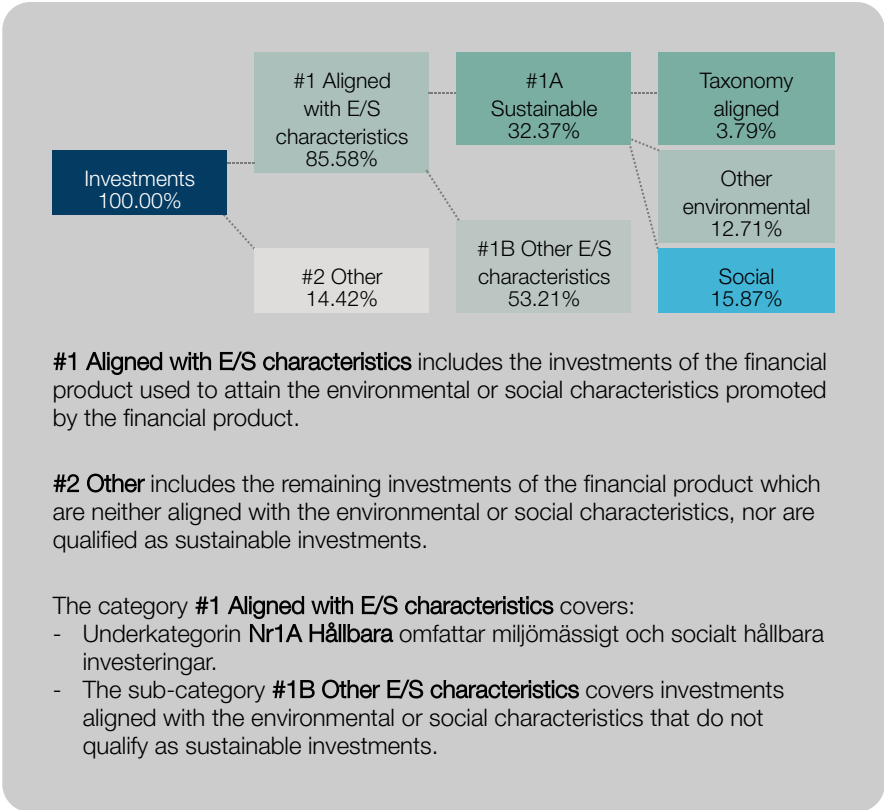 #1 Aligned
with E/S
characteristics
85.58%
#1A
Sustainable
32.37%
Taxonomy
aligned
3.79%
Investments
100.00%
Other
environmental
12.71%
#2 Other
14.42%
#1B Other E/S
characteristics
53.21%
Social
15.87%
#1 Aligned with E/S characteristics includes the investments of the financial
product used to attain the environmental or social characteristics promoted
by the financial product.
#2 Other includes the remaining investments of the financial product which
are neither aligned with the environmental or social characteristics, nor are
qualified as sustainable investments.
The category #1 Aligned with E/S characteristics covers:
- Underkategorin Nr1A Hållbara omfattar miljömässigt och socialt hållbara
investeringar.
- The sub-category #1B Other E/S characteristics covers investments
aligned with the environmental or social characteristics that do not
qualify as sustainable investments.